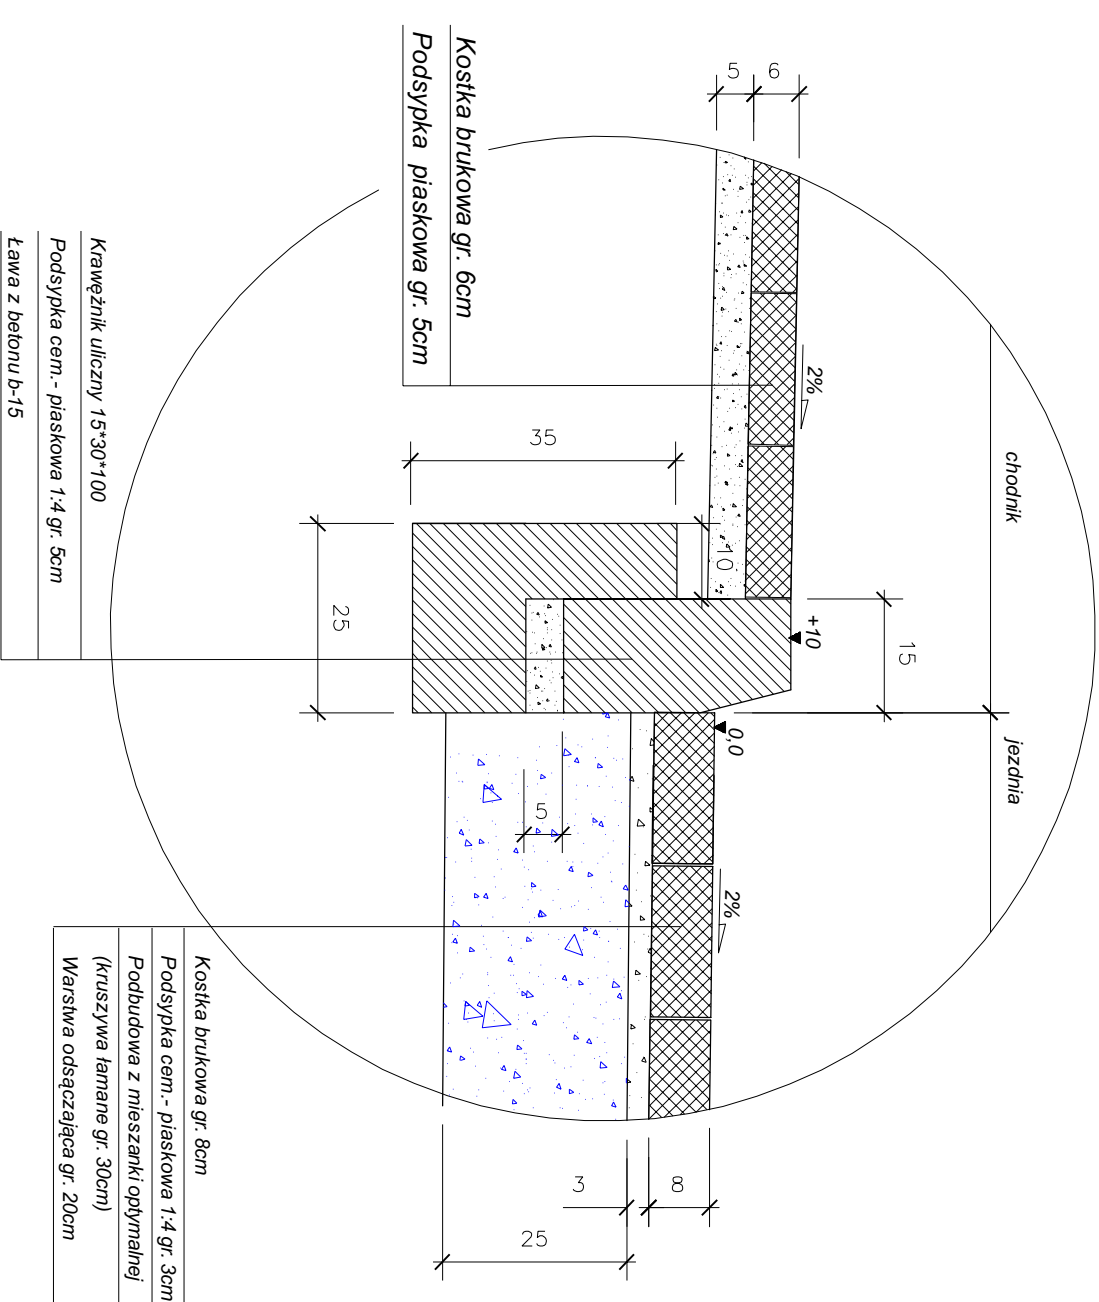 chodnik
jezdnia
5
6
2%
+10
15
0,0
2%
Kostka brukowa gr. 6cm
Podsypka piaskowa gr. 5cm
35
10
25
5
8
3
25
Krawężnik uliczny 15*30*100
Podsypka cem.- piaskowa 1:4 gr. 5cm
Ława z betonu b-15
Kostka brukowa gr. 8cm
Podsypka cem.- piaskowa 1:4 gr. 3cm
Podbudowa z mieszanki optymalnej
(kruszywa łamane gr. 30cm)
Warstwa odsączająca gr. 20cm